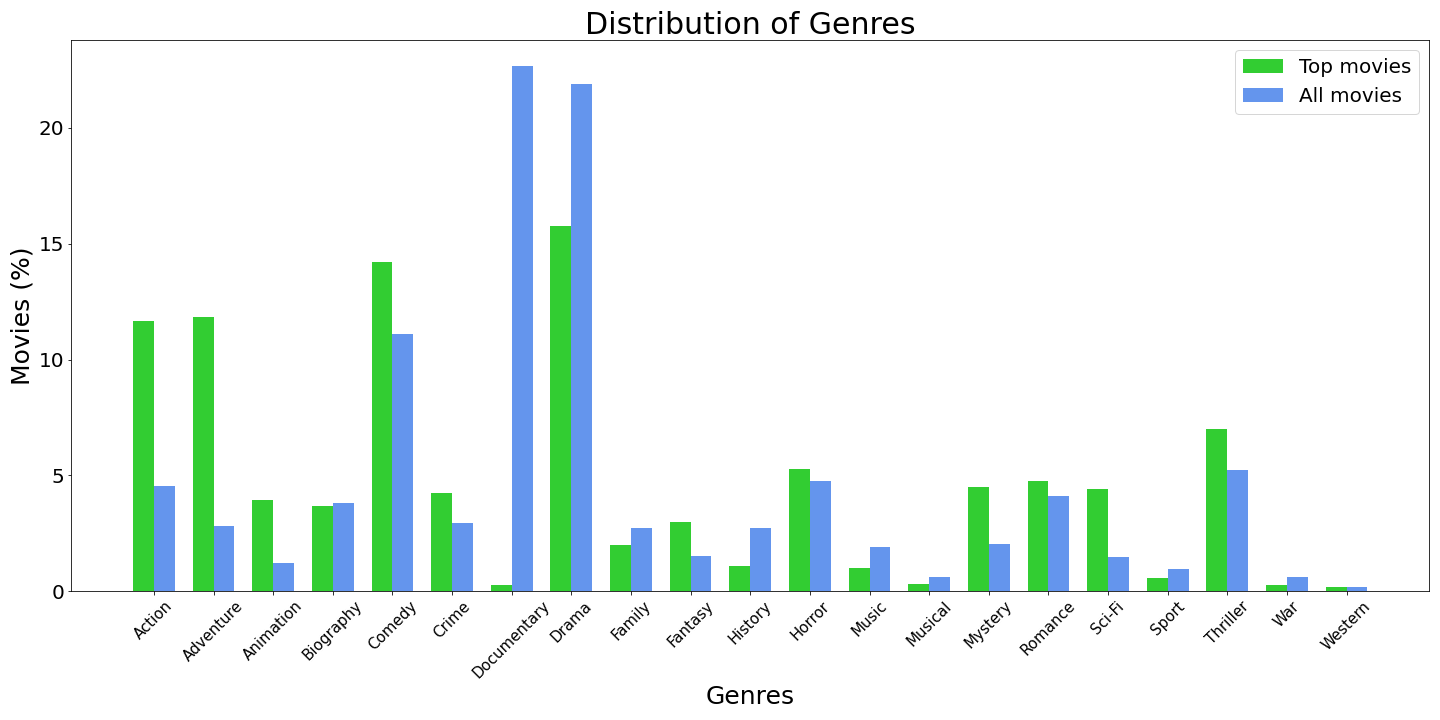 Distribution of Genres
Top movies
All movies
Movies (%)
20
15
10
5
0
Action
Adventure
Animation
Biography
Comedy
Crime
Documentary
Drama
Family
Fantasy
History
Horror
Music
Musical
Mystery
Romance
Sci-Fi
Sport
Thriller
War
Western
Genres